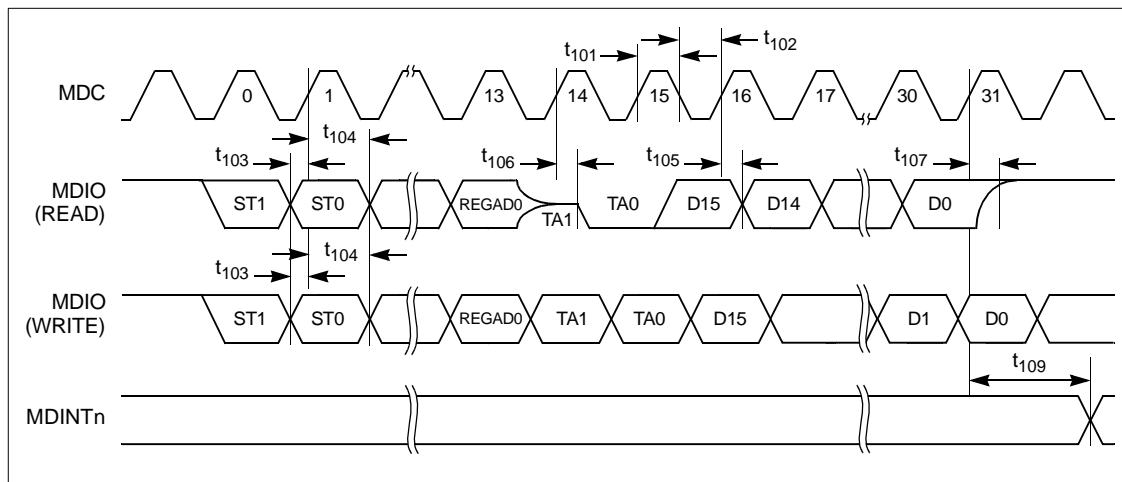 t101 t102
MDC 0 1 13 14 15 16 17 30 31
t103 t104 t106 t105 t107
MDIO
(READ) ST1 ST0 REGAD0 TA1 TA0 D15 D14 D0
t103 t104
MDIO
(WRITE) ST1 ST0 REGAD0 TA1 TA0 D15 D1 D0
t109
MDINTn